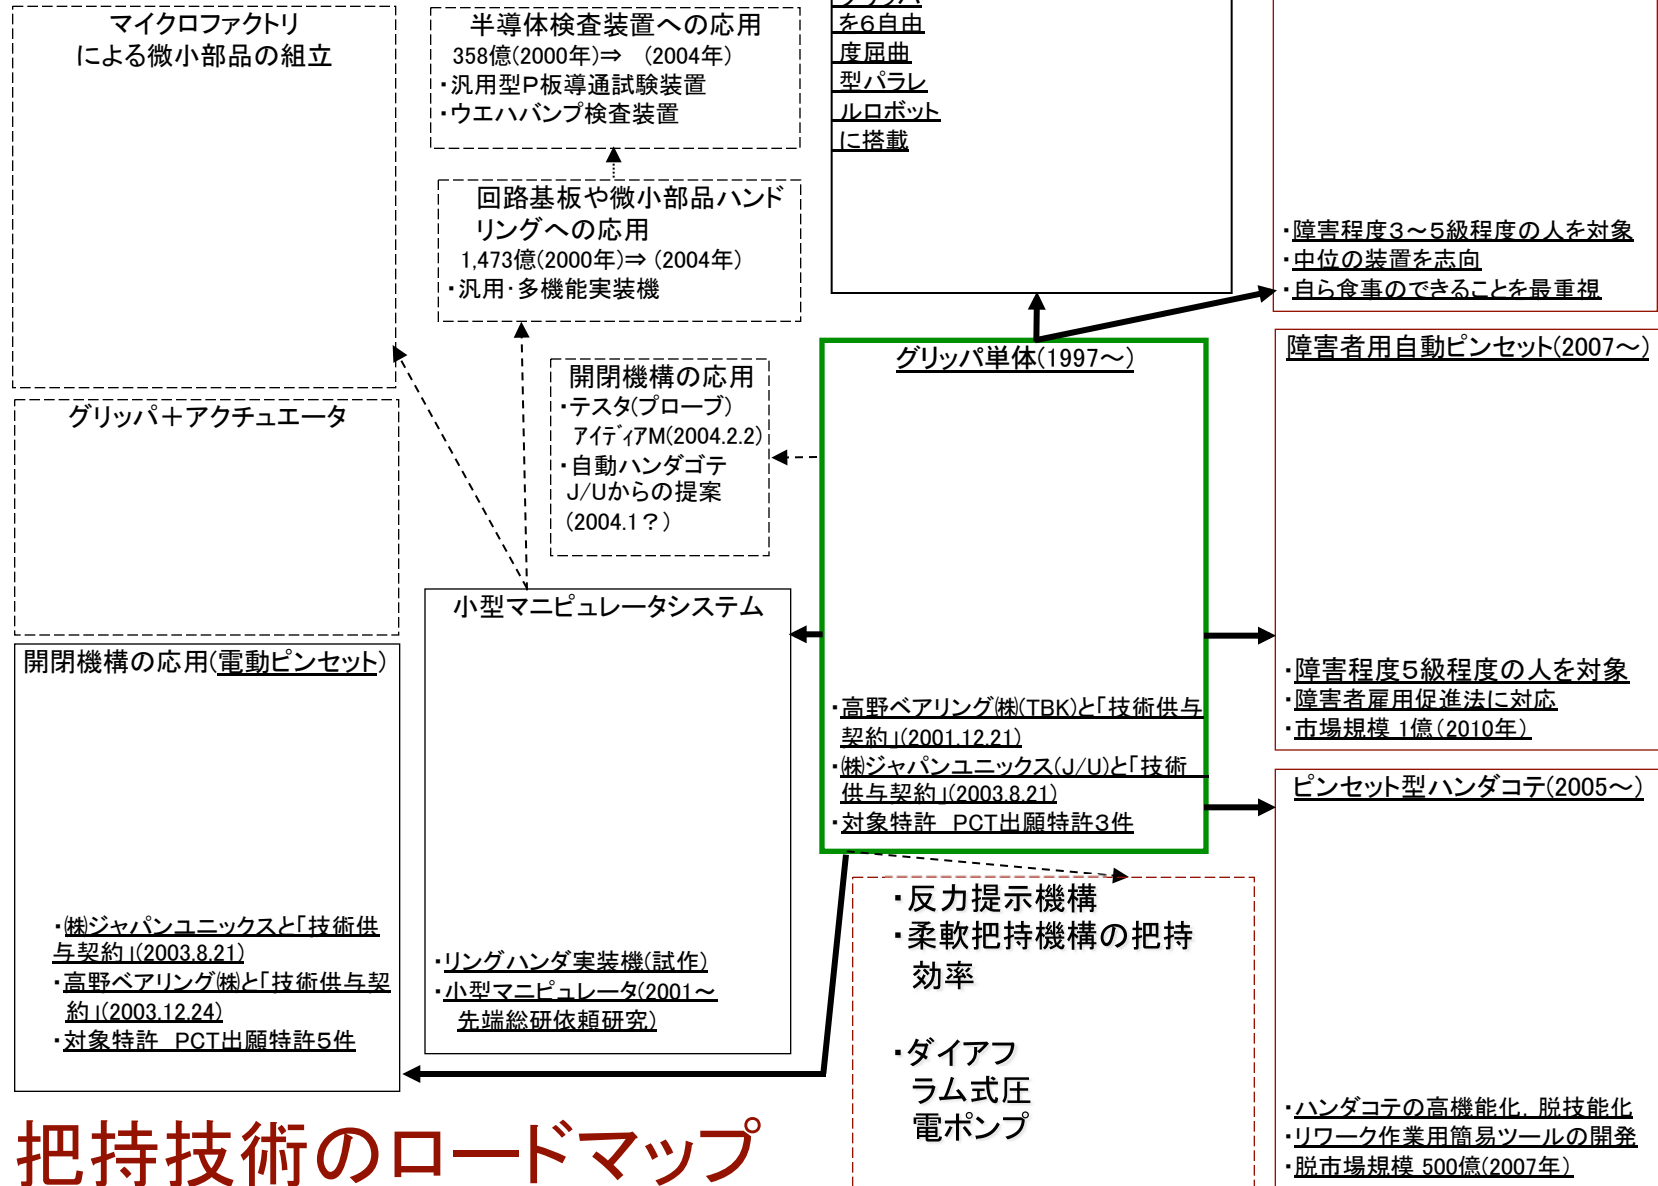 マイクロファクトリ
による微小部品の組立
半導体検査装置への応用
358億(2000年)⇒　(2004年)
・汎用型P板導通試験装置
・ウエハバンプ検査装置
を6自由
度屈曲
型パラレ
ルロボット
に搭載
回路基板や微小部品ハンド
リングへの応用
1,473億(2000年)⇒ (2004年)
・汎用・多機能実装機
・障害程度3～5級程度の人を対象
・中位の装置を志向
・自ら食事のできることを最重視
開閉機構の応用
・テスタ(プローブ)
アイディアM(2004.2.2)
・自動ハンダゴテ
J/Uからの提案
(2004.1？)
グリッパ単体(1997～)
・高野ベアリング㈱(TBK)と「技術供与
契約」(2001.12.21)
・㈱ジャパンユニックス(J/U)と「技術
供与契約」(2003.8.21)
・対象特許　PCT出願特許3件
障害者用自動ピンセット(2007～)
・障害程度5級程度の人を対象
・障害者雇用促進法に対応
・市場規模 1億(2010年)
グリッパ＋アクチュエータ
小型マニピュレータシステム
・リングハンダ実装機(試作)
・小型マニピュレータ(2001～
先端総研依頼研究)
開閉機構の応用(電動ピンセット)
・㈱ジャパンユニックスと「技術供
与契約」(2003.8.21)
・高野ベアリング㈱と「技術供与契
約」(2003.12.24)
・対象特許　PCT出願特許5件
ピンセット型ハンダコテ(2005～)
・ハンダコテの高機能化，脱技能化
・リワーク作業用簡易ツールの開発
・脱市場規模 500億(2007年)
・反力提示機構
・柔軟把持機構の把持
効率
・ダイアフ
ラム式圧
電ポンプ
把持技術のロードマップ